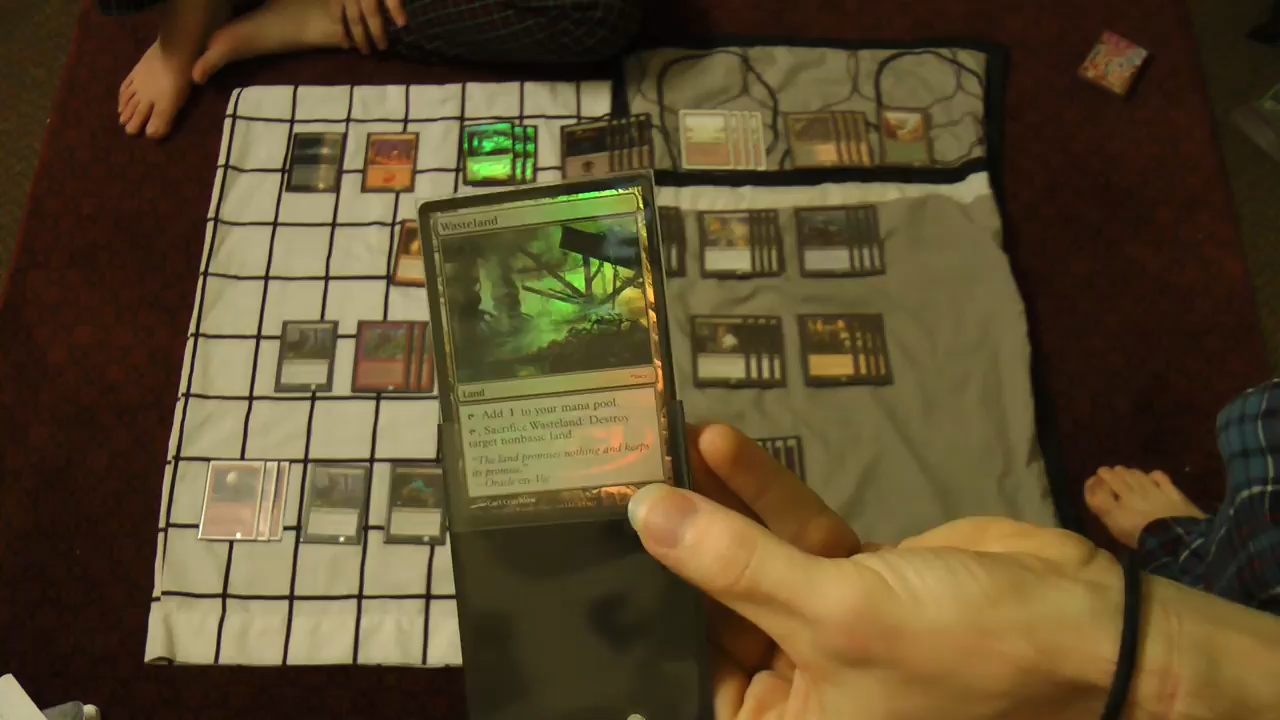 Wasteland
Land
: Add 1 to your mana pool.
, Sacrifice Wasteland: Destroy
target nonbasic land.
"The land promises nothing and keeps
its promise."
—Oracle en-Vec